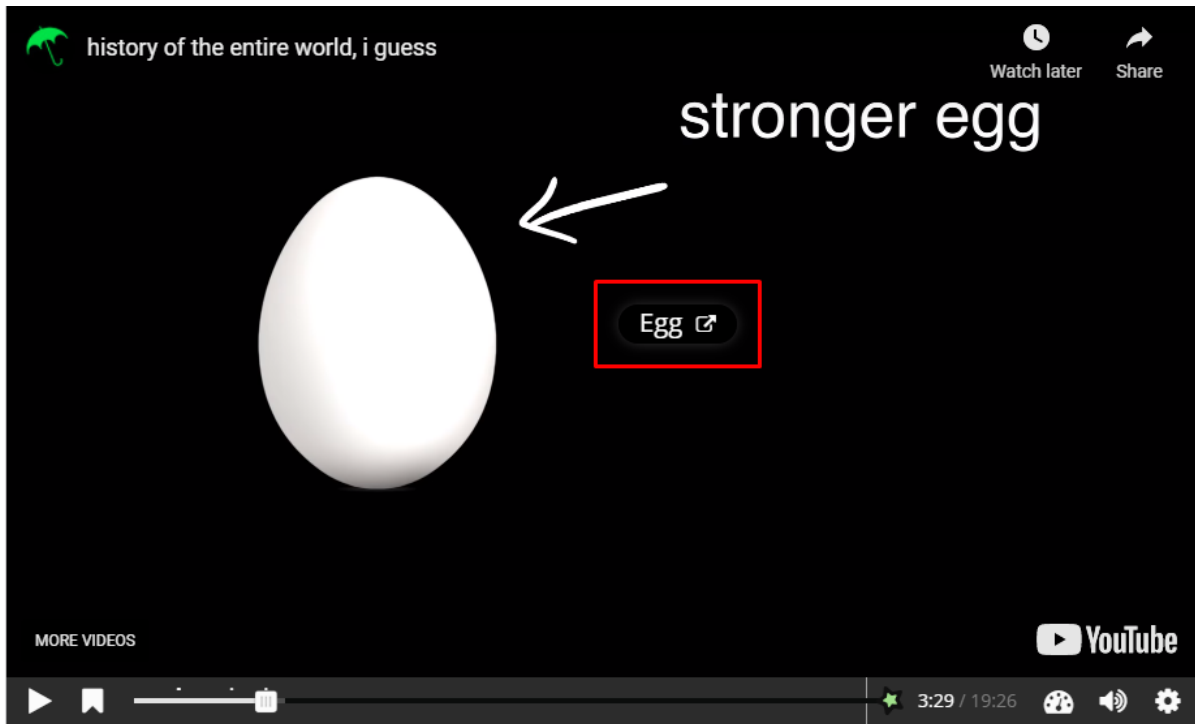 history of the entire world, i guess
Watch later
Share
stronger egg
Egg
MORE VIDEOS
YouTube
3:29 / 19:26